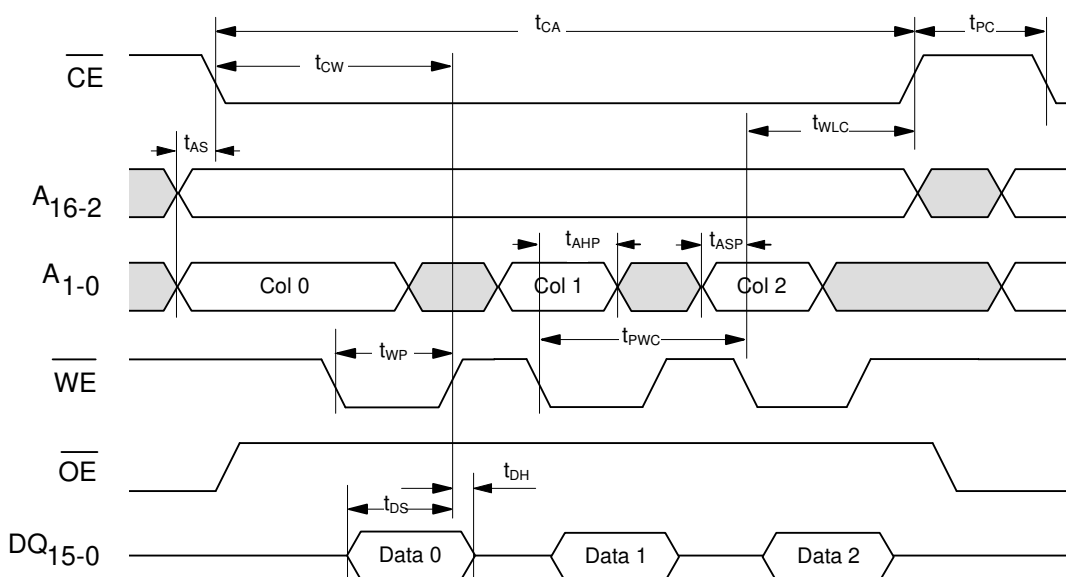 tCA
tPC
CE
tCW
tWLC
tAS
A16-2
tAHP
tASP
A1-0
Col 0
Col 1
Col 2
tPWC
tWP
WE
OE
tDH
tDS
DQ15-0
Data 0
Data 1
Data 2